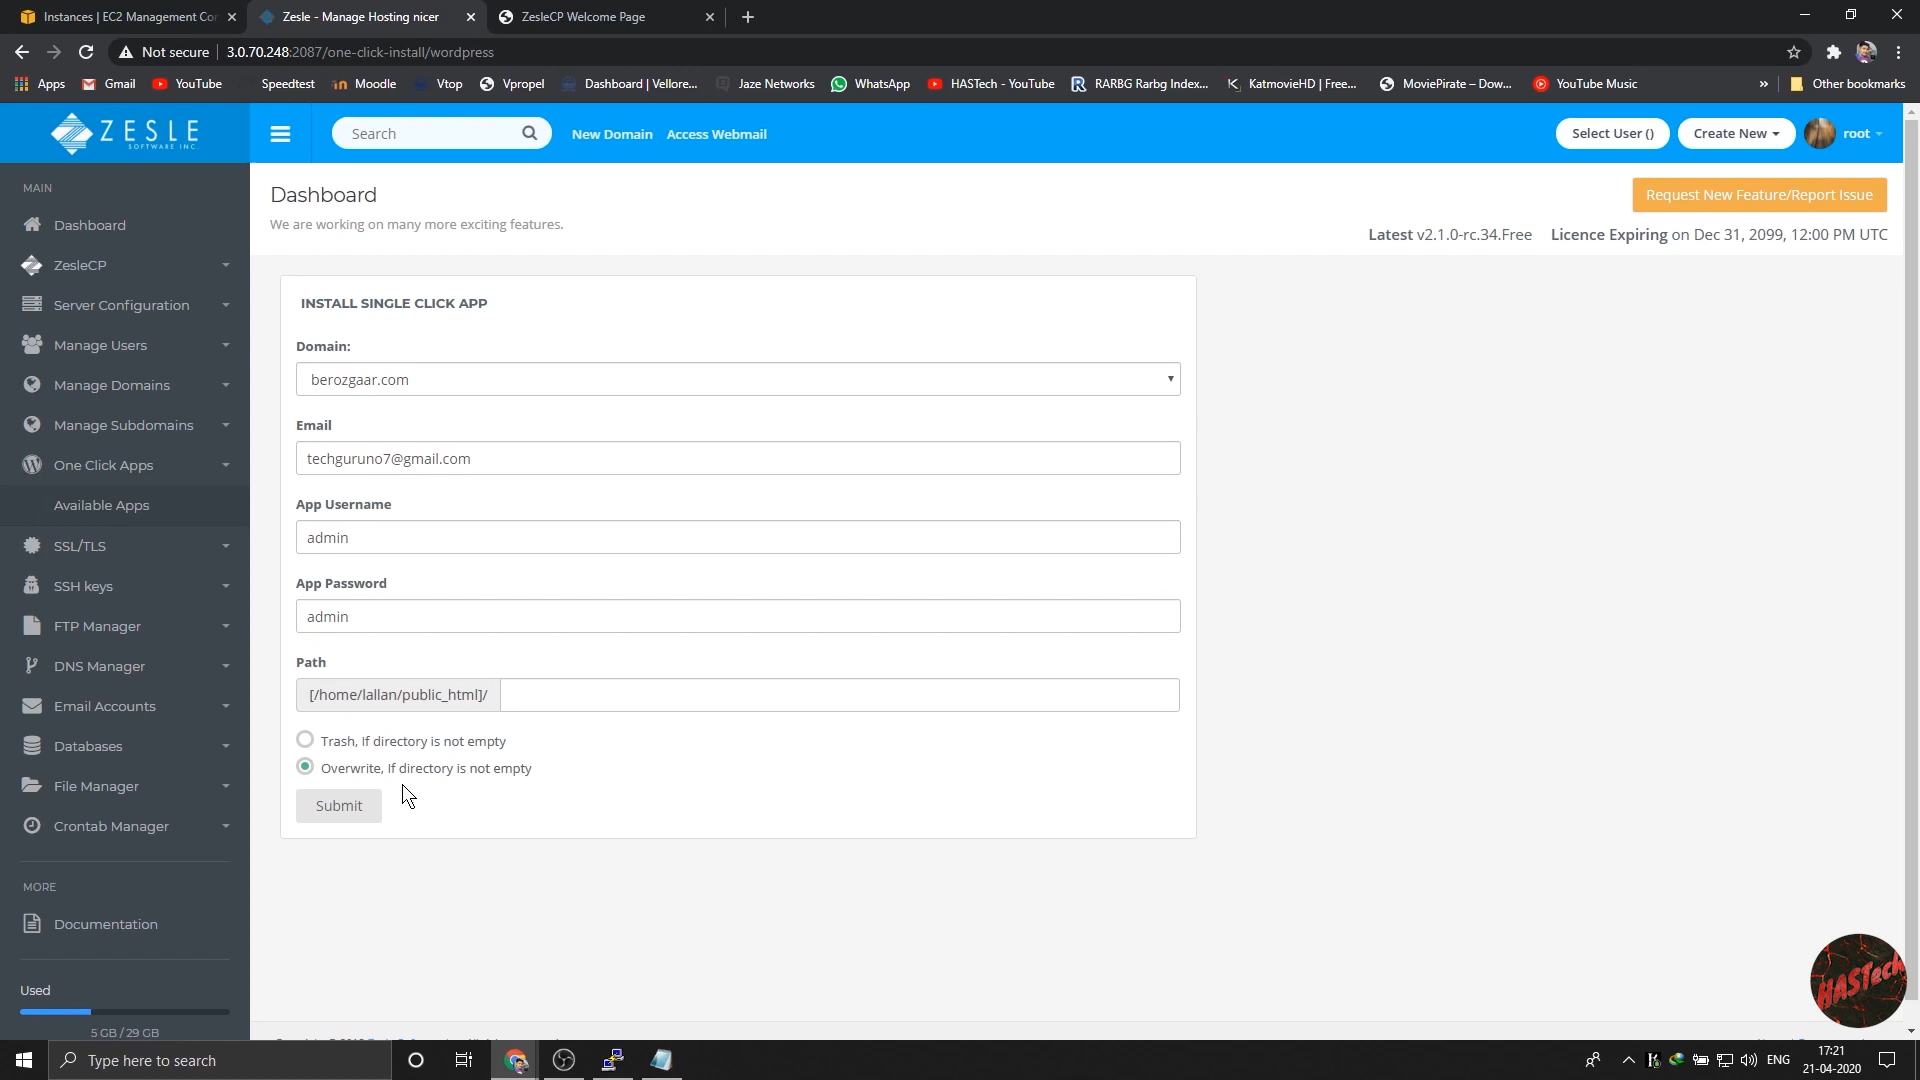 Instances | EC2 Management Cor
Zesle - Manage Hosting nicer
ZesleCP Welcome Page
Not secure
3.0.70.248:2087/one-click-install/wordpress
Apps
Gmail
YouTube
Speedtest
Moodle
Vtop
Vpropel
Dashboard | Vellore...
Jaze Networks
WhatsApp
HASTech - YouTube
RARBG Rarbg Index...
KatmovieHD | Free...
MoviePirate – Dow...
YouTube Music
»
Other bookmarks
ZESLE
SOFTWARE INC.
Search
New Domain
Access Webmail
Select User ()
Create New
root
MAIN
Dashboard
ZesleCP
Server Configuration
Manage Users
Manage Domains
Manage Subdomains
One Click Apps
Available Apps
SSL/TLS
SSH keys
FTP Manager
DNS Manager
Email Accounts
Databases
File Manager
Crontab Manager
MORE
Documentation
Used
5 GB / 29 GB
Dashboard
We are working on many more exciting features.
Request New Feature/Report Issue
Latest v2.1.0-rc.34.Free
Licence Expiring on Dec 31, 2099, 12:00 PM UTC
INSTALL SINGLE CLICK APP
Domain:
berozgaar.com
Email
techguruno7@gmail.com
App Username
admin
App Password
admin
Path
[/home/lallan/public_html]/
Trash, If directory is not empty
Overwrite, If directory is not empty
Submit
HASTech
Type here to search
ENG
17:21
21-04-2020